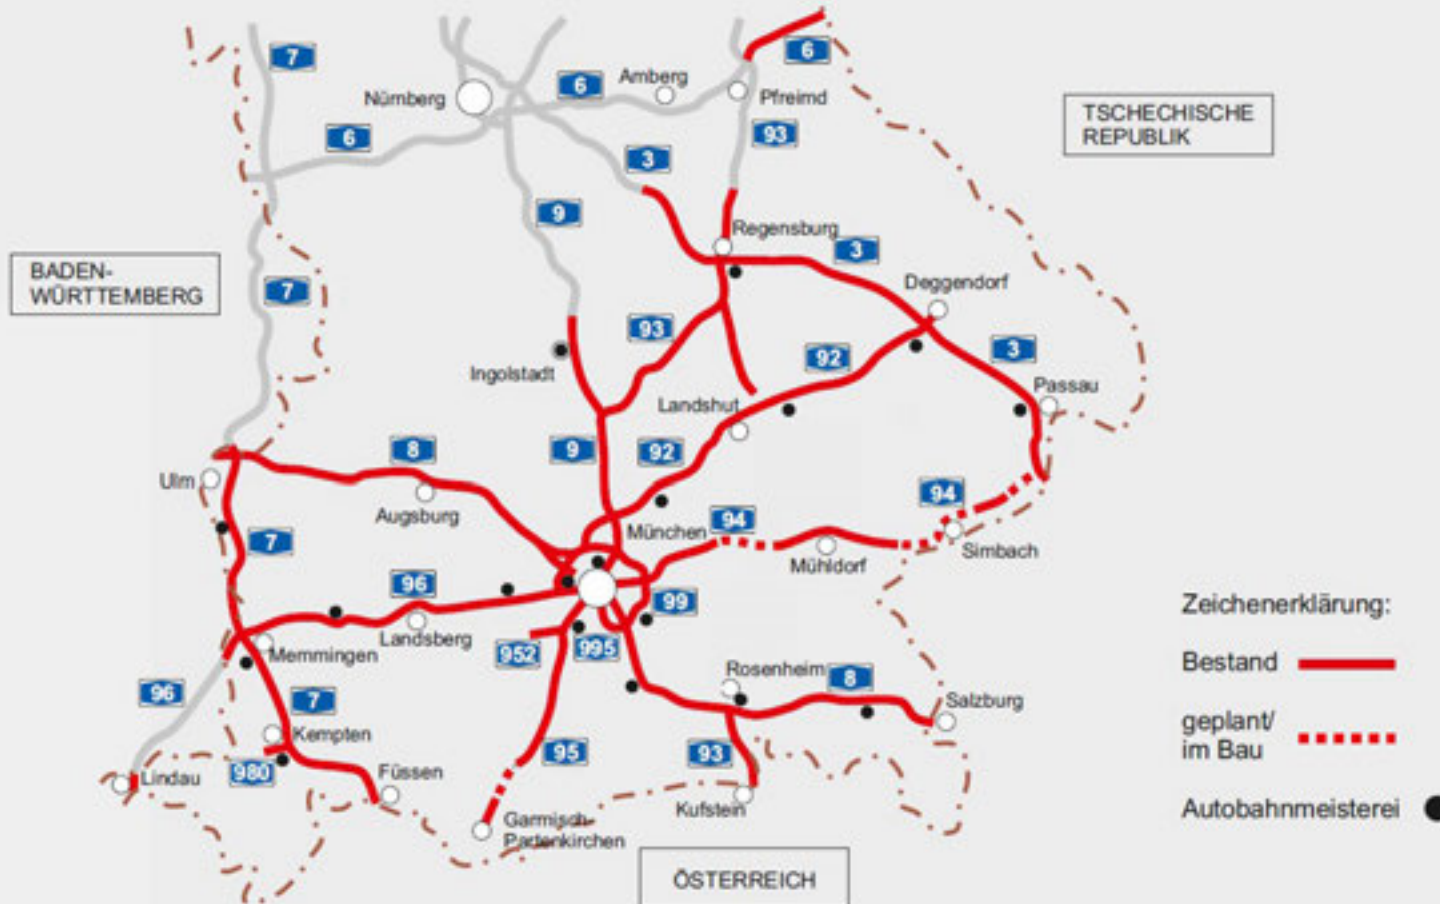 7
6
6
Amberg
Nürnberg
Pfreimd
6
93
3
TSCHECHISCHE
REPUBLIK
9
Regensburg
3
BADEN-
WÜRTTEMBERG
7
Deggendorf
93
92
3
Ingolstadt
Passau
Landshut
8
9
92
Ulm
Augsburg
94
94
München
Simbach
7
Mühldorf
96
99
Landsberg
952
995
Memmingen
96
Rosenheim
8
7
Salzburg
Kempten
95
93
980
Lindau
Füssen
Kufstein
Garmisch-
Partenkirchen
ÖSTERREICH
Zeichenerklärung:
Bestand
geplant/
im Bau
Autobahnmeisterei